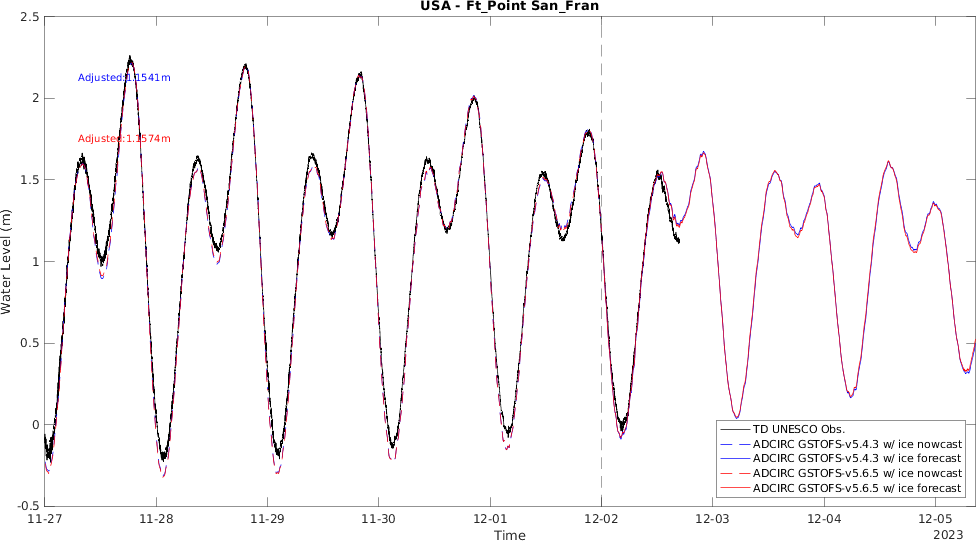 USA - Ft_Point San_Fran
2.5
2
1.5
1
0.5
0
-0.5
Water Level (m)
Adjusted:1.1541m
Adjusted:1.1574m
TD UNESCO Obs.
ADCIRC GSTOFS-v5.4.3 w/ ice nowcast
ADCIRC GSTOFS-v5.4.3 w/ ice forecast
ADCIRC GSTOFS-v5.6.5 w/ ice nowcast
ADCIRC GSTOFS-v5.6.5 w/ ice forecast
11-27 11-28 11-29 11-30 12-01 12-02 12-03 12-04 12-05
Time
2023